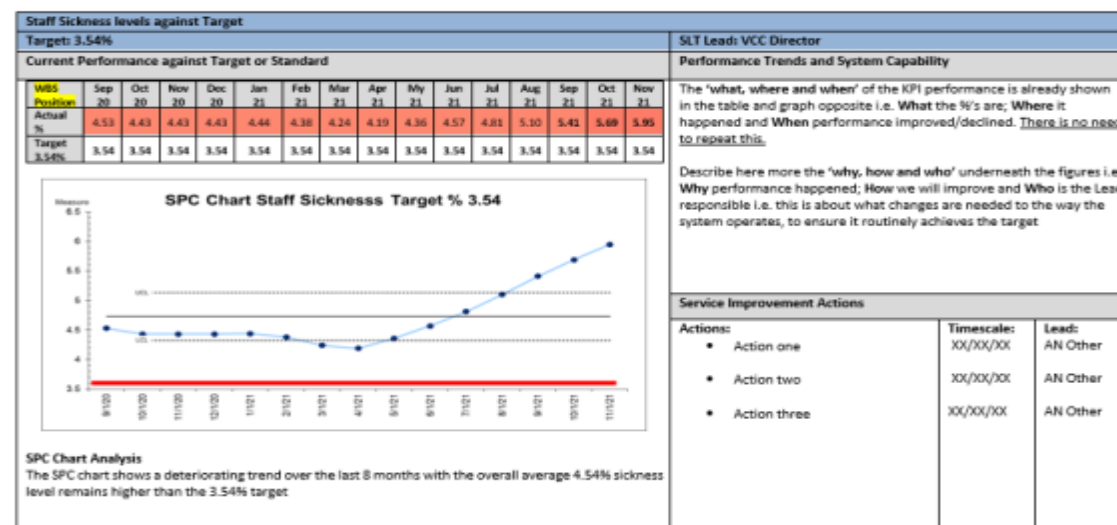 Staff Sickness levels against Target
Target: 3.54%
SLT Lead: VCC Director
Current Performance against Target or Standard
Performance Trends and System Capability
WBS Position Sep 20 Oct 20 Nov 20 Dec 20 Jan 21 Feb 21 Mar 21 Apr 21 My 21 Jun 21 Jul 21 Aug 21 Sep 21 Oct 21 Nov 21
Actual % 4.53 4.43 4.43 4.43 4.44 4.38 4.24 4.19 4.36 4.57 4.81 5.10 5.41 5.69 5.95
Target 3.54% 3.54 3.54 3.54 3.54 3.54 3.54 3.54 3.54 3.54 3.54 3.54 3.54 3.54 3.54 3.54
The 'what, where and when' of the KPI performance is already shown
in the table and graph opposite i.e. What the %'s are; Where it
happened and When performance improved/declined. There is no need
to repeat this.
Describe here more the 'why, how and who' underneath the figures i.e
Why performance happened; How we will improve and Who is the Lead
responsible i.e. this is about what changes are needed to the way the
system operates, to ensure it routinely achieves the target
SPC Chart Staff Sicknesss Target % 3.54
Measure
6.5
6
5.5
5
4.5
4
3.5
UCL
9/1/20 10/1/20 11/1/20 12/1/20 1/1/21 2/1/21 3/1/21 4/1/21 5/1/21 6/1/21 7/1/21 8/1/21 9/1/21 10/1/21 11/1/21
SPC Chart Analysis
The SPC chart shows a deteriorating trend over the last 8 months with the overall average 4.54% sickness
level remains higher than the 3.54% target
Service Improvement Actions
Actions: Timescale: Lead:
• Action one XX/XX/XX AN Other
• Action two XX/XX/XX AN Other
• Action three XX/XX/XX AN Other